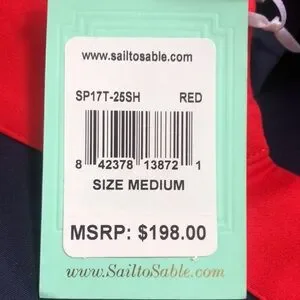 www.sailtosable.com
SP17T-25SH RED
8 42378 13872 1
SIZE MEDIUM
MSRP: $198.00
www.SailtoSable.com